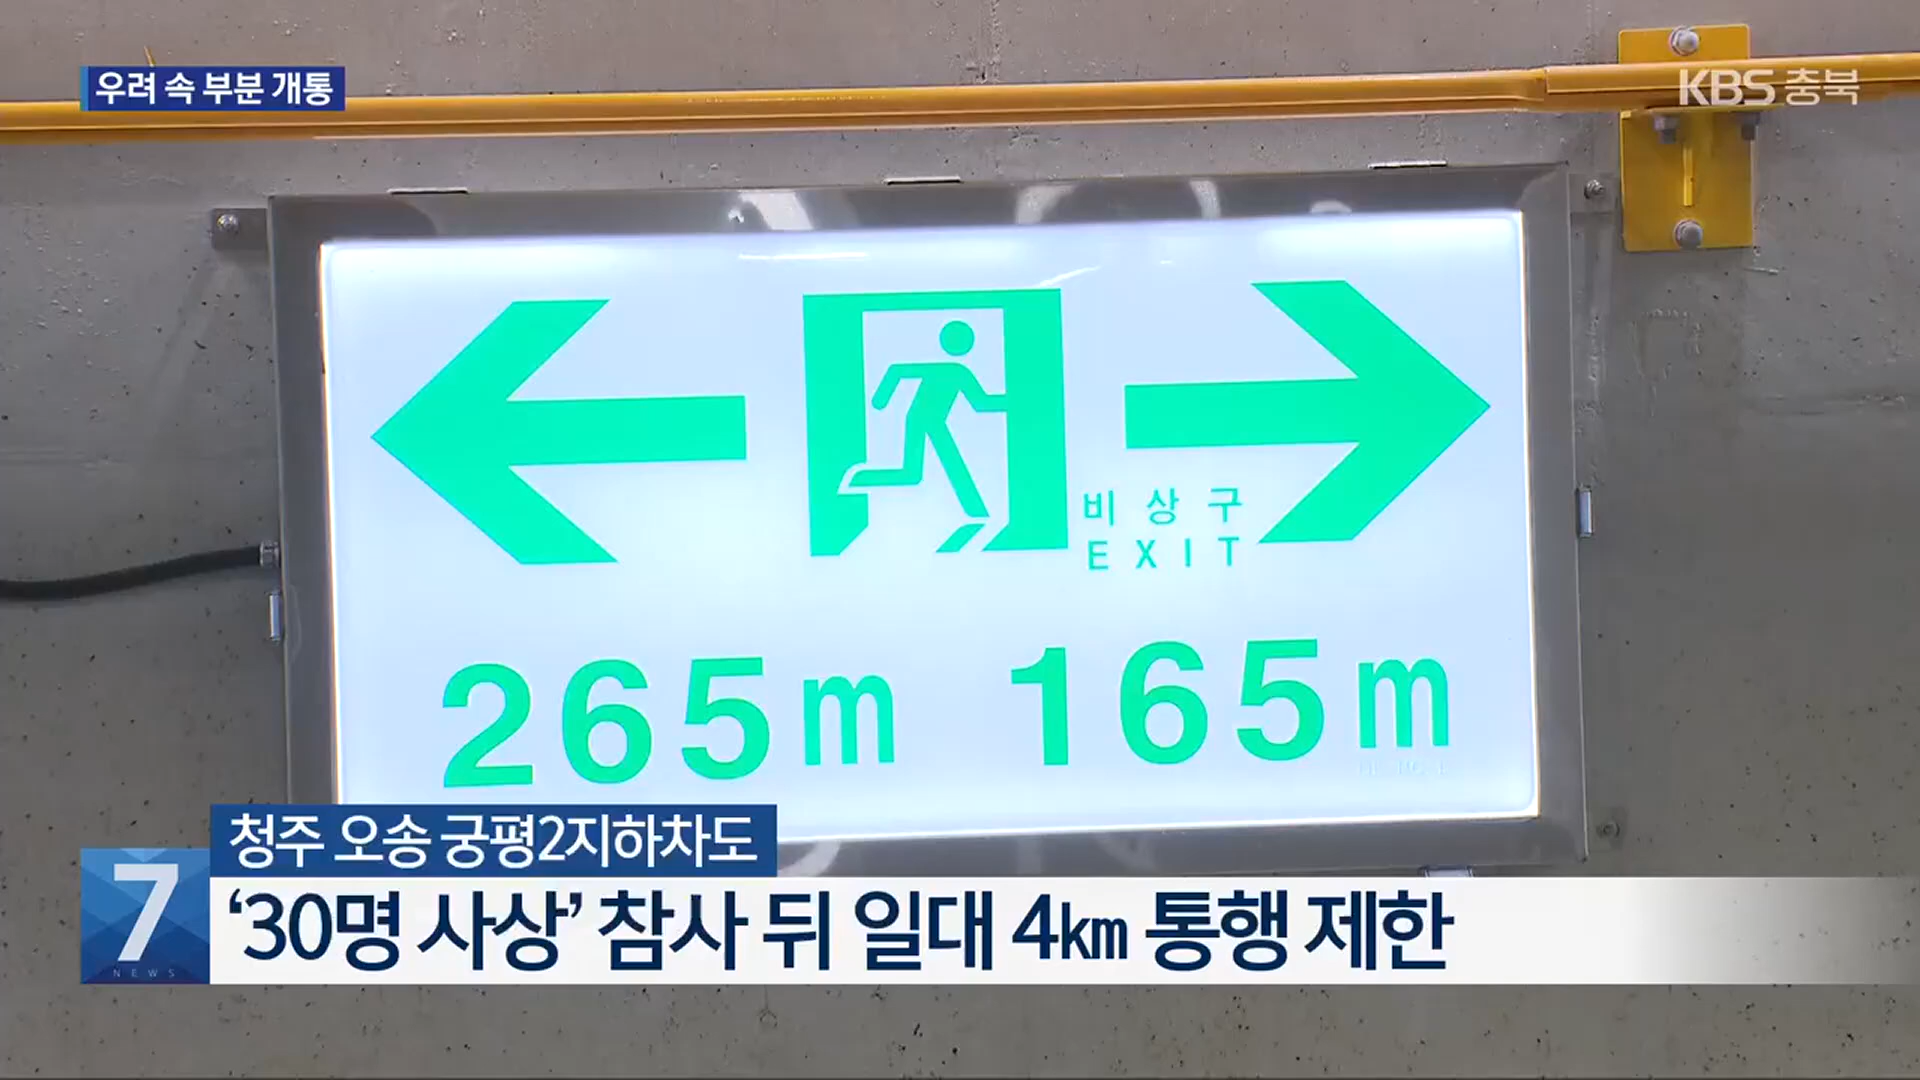 우려 속 부분 개통
KBS 충북
비상구
EXIT
265m 165m
청주 오송 궁평2지하차도
7
NEWS
‘30명 사상’ 참사 뒤 일대 4km 통행 제한